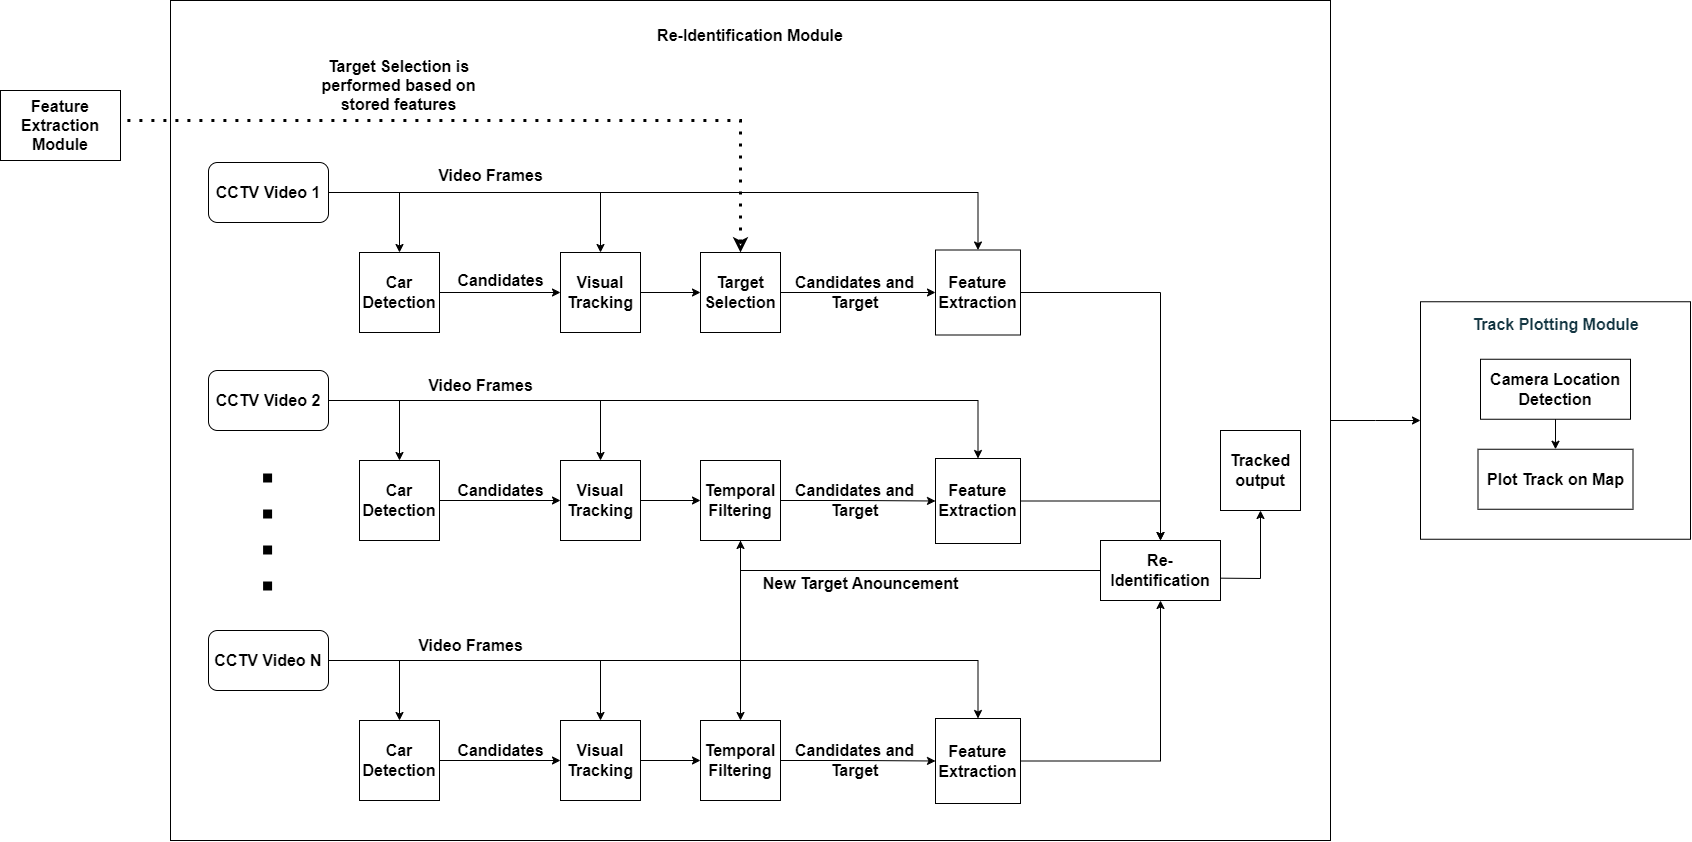 Re-Identification Module
Target Selection is
performed based on
stored features
Feature
Extraction
Module
CCTV Video 1
Video Frames
Car
Detection
Candidates
Visual
Tracking
Target
Selection
Candidates and
Target
Feature
Extraction
CCTV Video 2
Video Frames
Car
Detection
Candidates
Visual
Tracking
Temporal
Filtering
Candidates and
Target
Feature
Extraction
Re-
Identification
New Target Anouncement
Tracked
output
CCTV Video N
Video Frames
Car
Detection
Candidates
Visual
Tracking
Temporal
Filtering
Candidates and
Target
Feature
Extraction
Track Plotting Module
Camera Location
Detection
Plot Track on Map